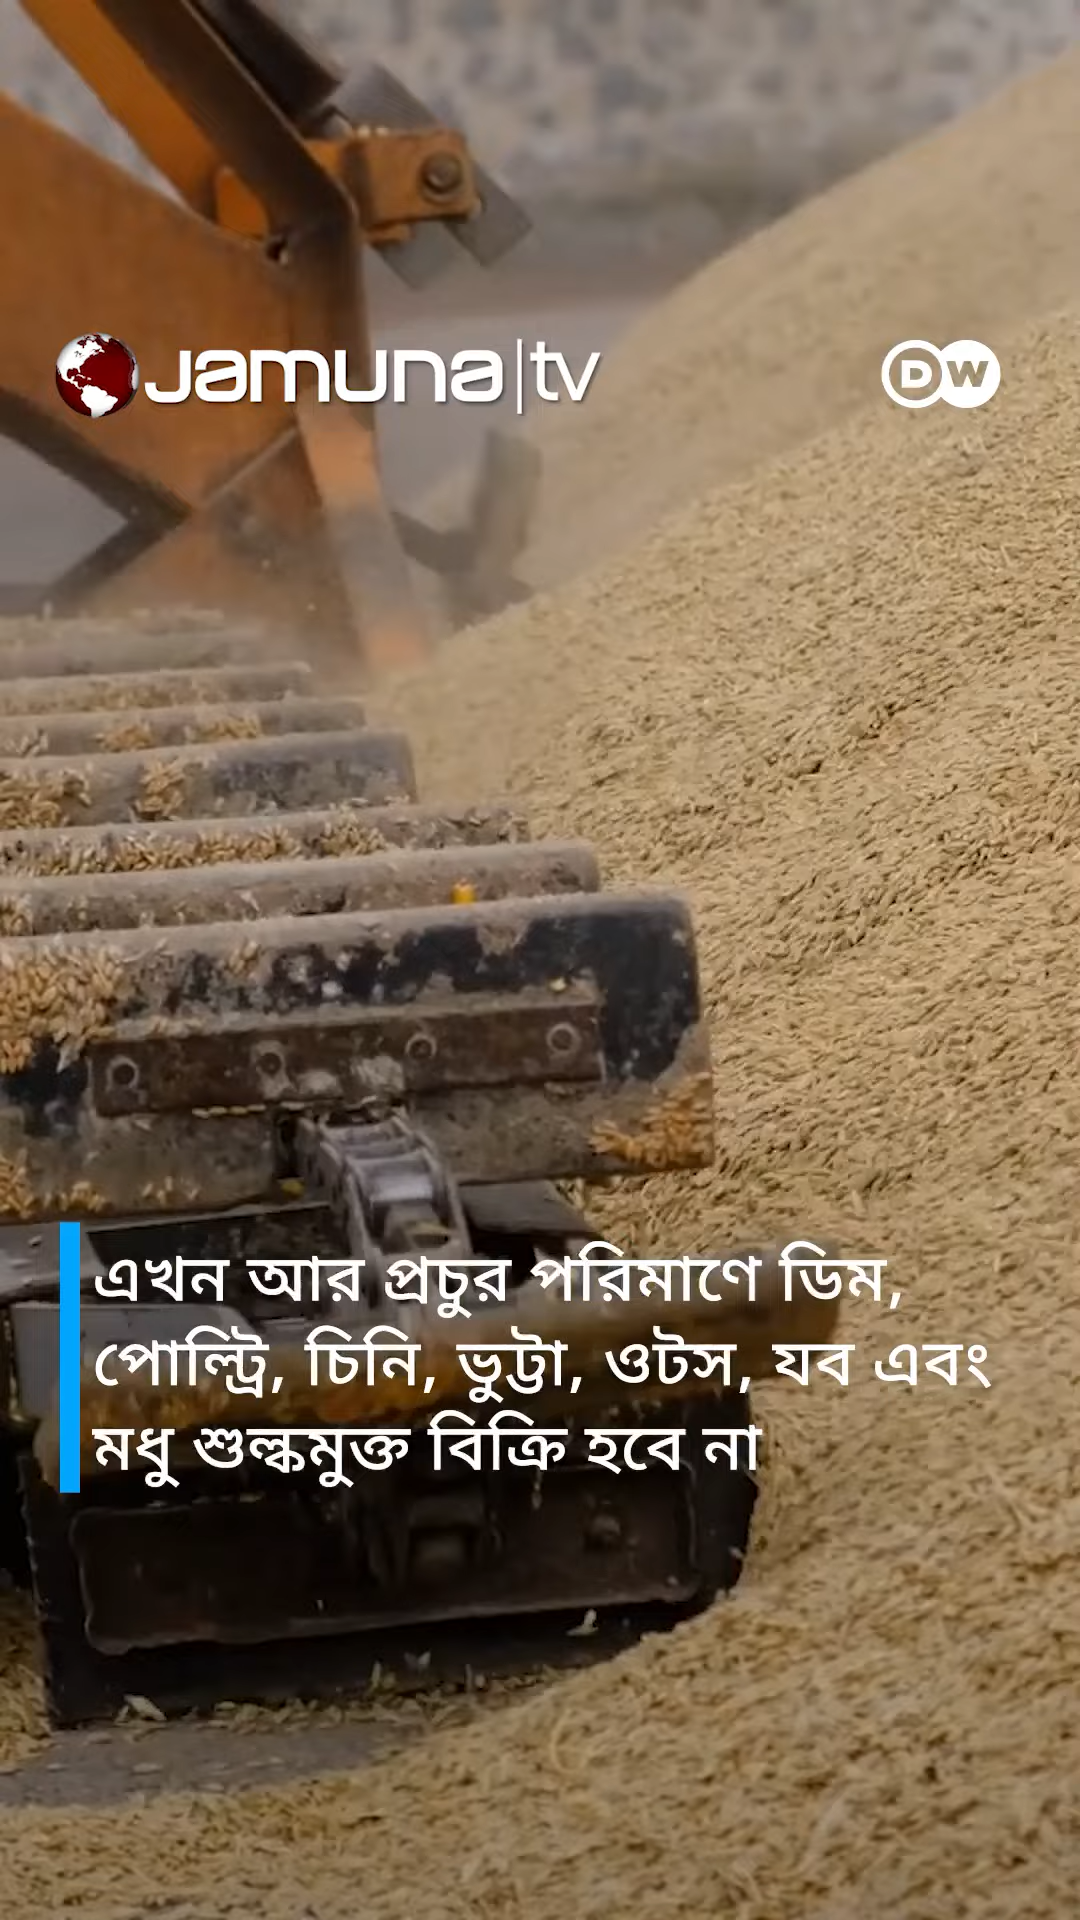 JAMUNA|tv
DW
এখন আর প্রচুর পরিমাণে ডিম,
পোল্ট্রি, চিনি, ভুট্টা, ওটস, যব এবং
মধু শুল্কমুক্ত বিক্রি হবে না